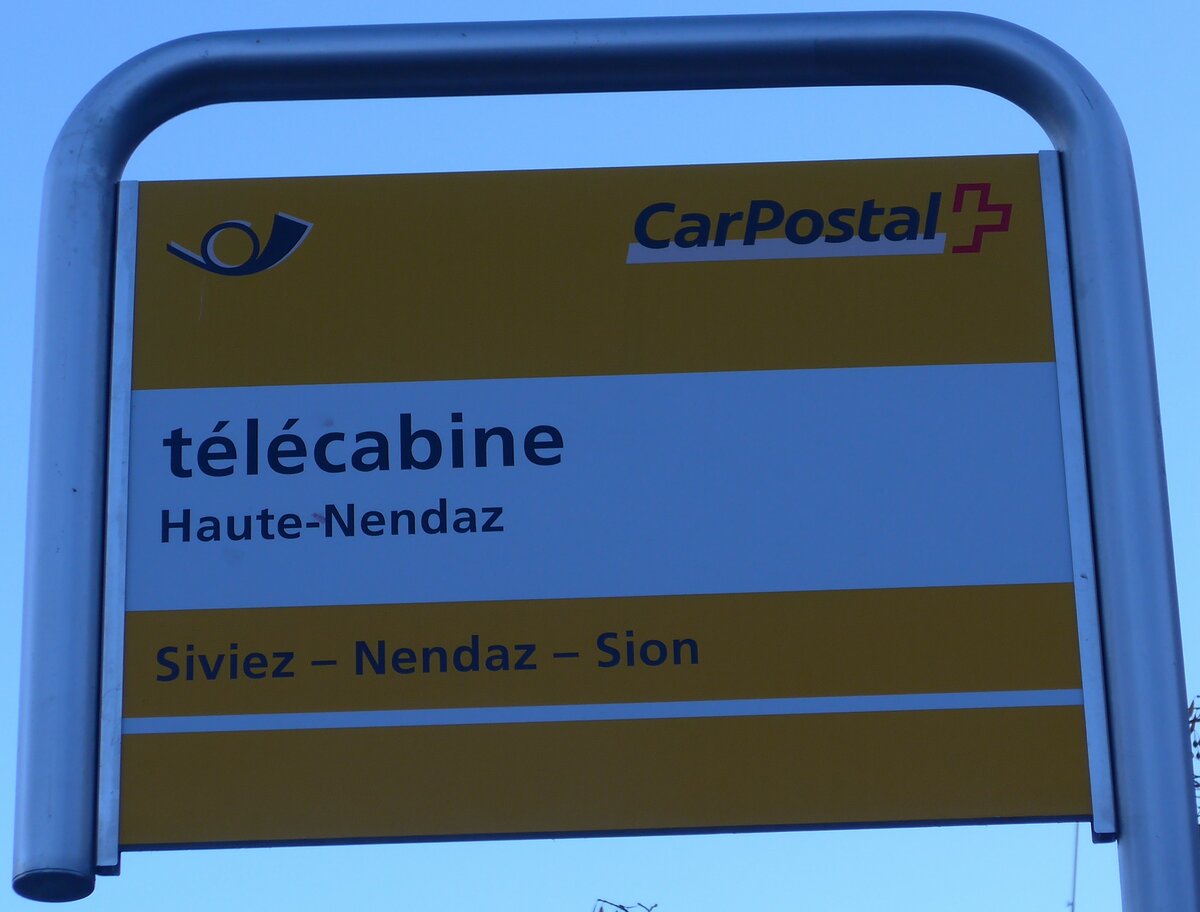 CarPostal
télécabine
Haute-Nendaz
Siviez – Nendaz – Sion